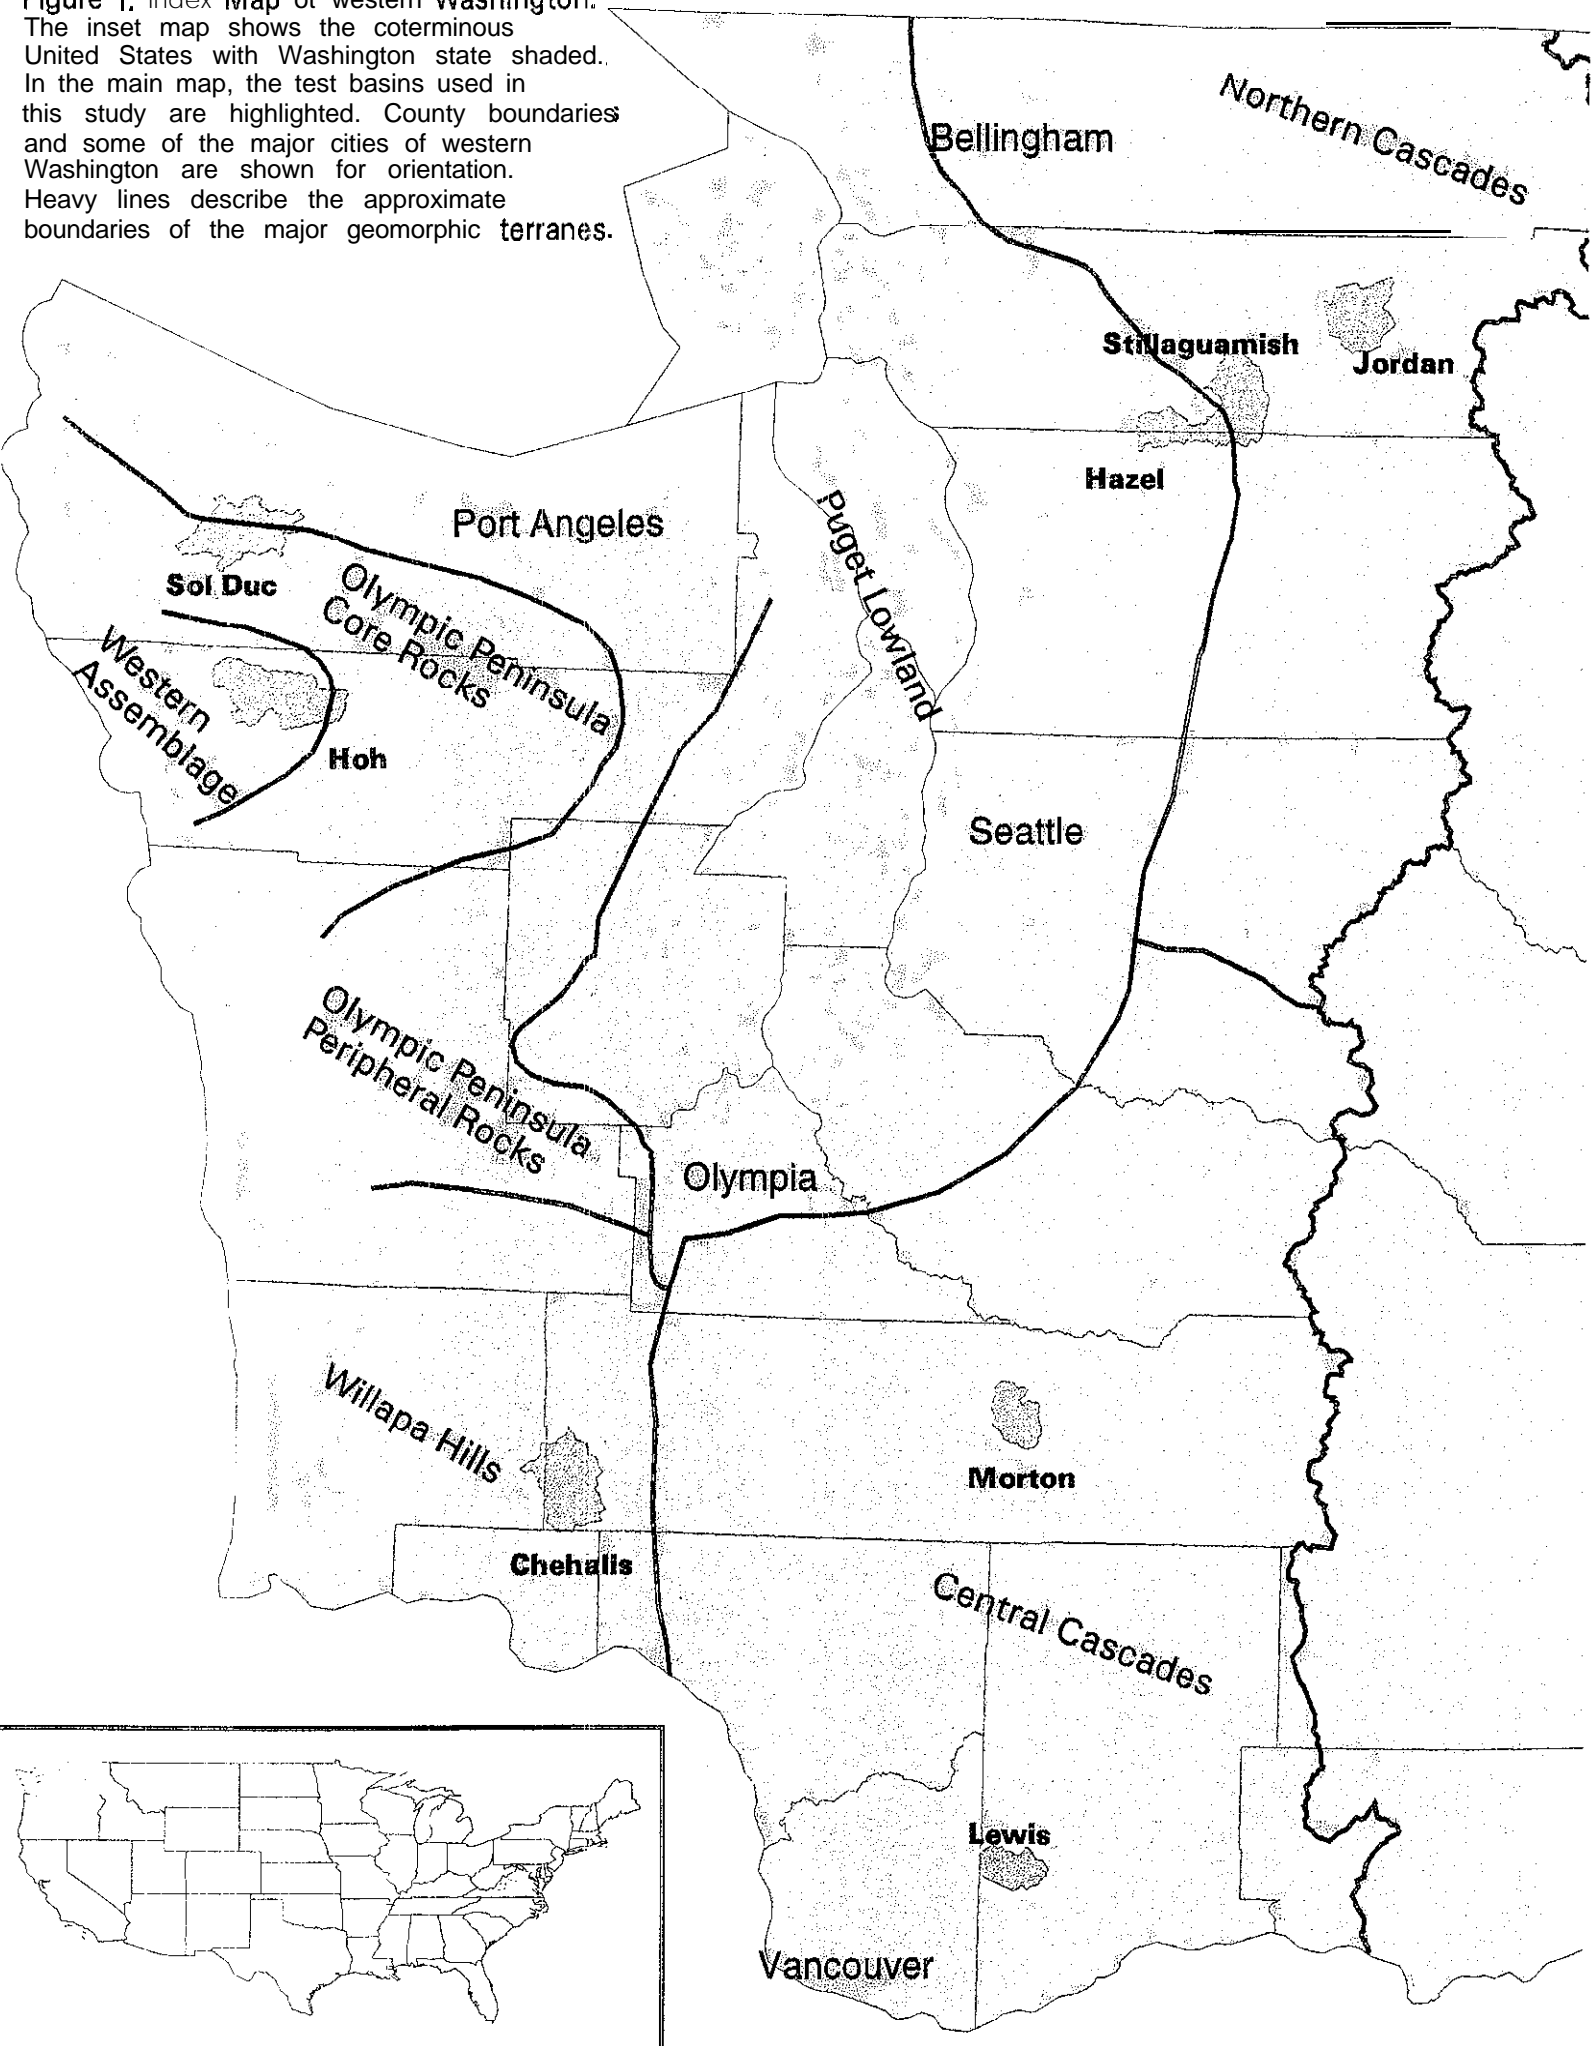 Figure 1. Index Map of western Washington.
The inset map shows the coterminous
United States with Washington state shaded.
In the main map, the test basins used in
this study are highlighted. County boundaries
and some of the major cities of western
Washington are shown for orientation.
Heavy lines describe the approximate
boundaries of the major geomorphic terranes.
Northern Cascades
Bellingham
Stillaguamish
Jordan
Hazel
Port Angeles
Puget Lowland
Sol Duc
Olympic Peninsula
Core Rocks
Western
Assemblage
Hoh
Seattle
Olympic Peninsula
Peripheral Rocks
Olympia
Willapa Hills
Morton
Chehalis
Central Cascades
Lewis
Vancouver